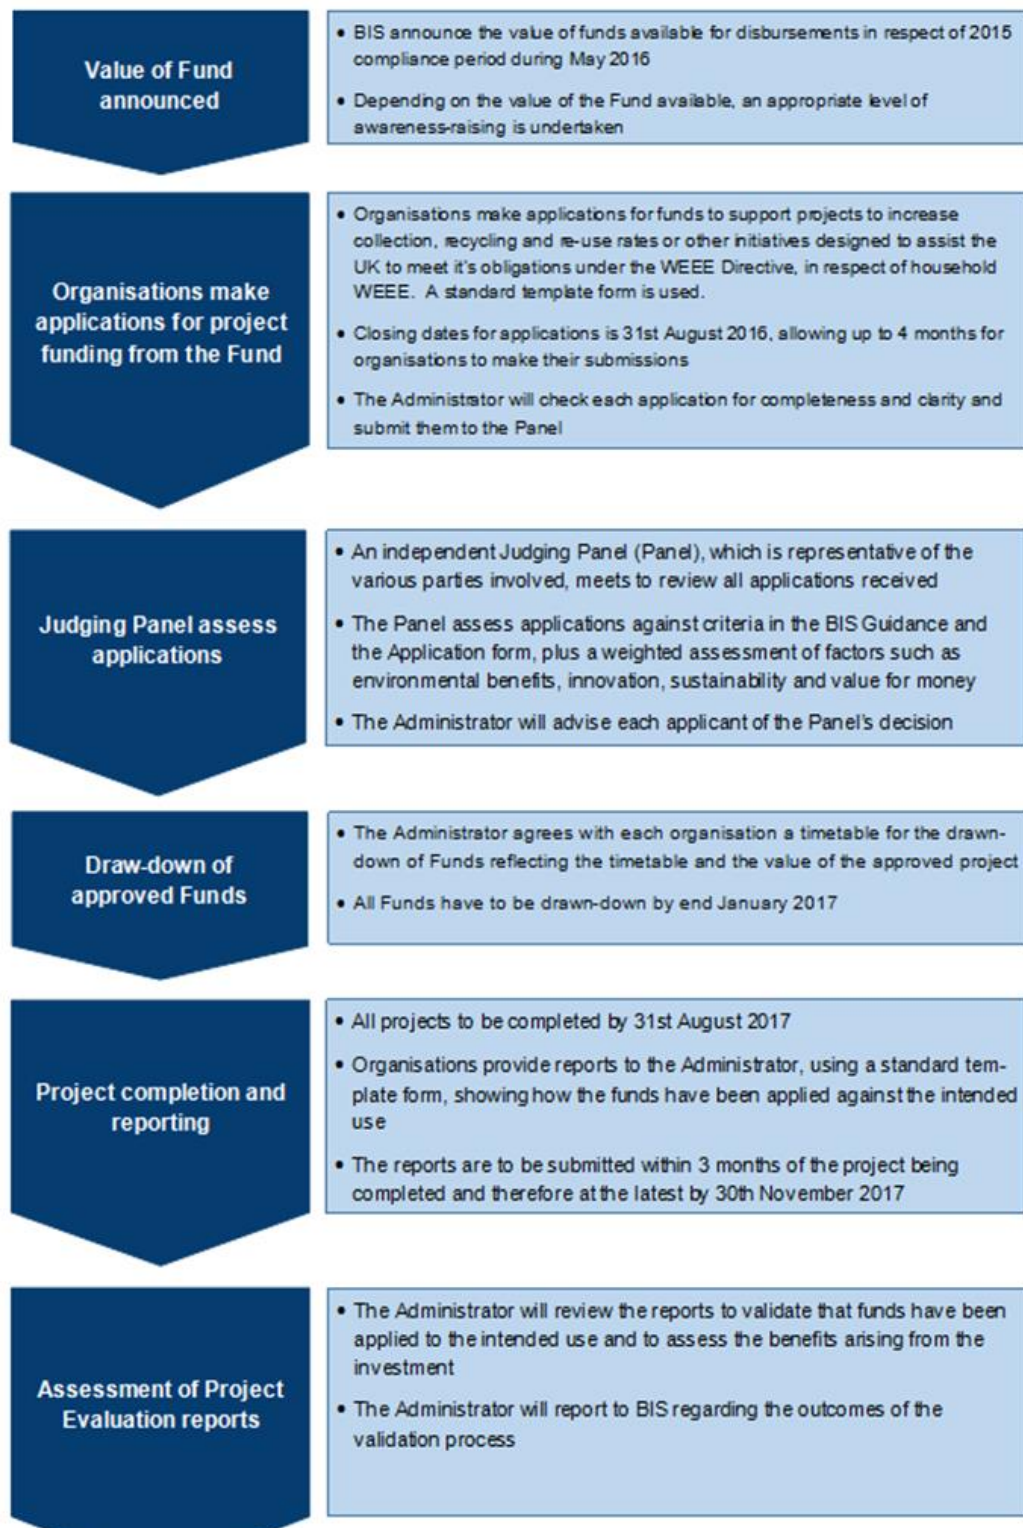 Value of Fund
announced
• BIS announce the value of funds available for disbursements in respect of 2015
compliance period during May 2016
• Depending on the value of the Fund available, an appropriate level of
awareness-raising is undertaken
Organisations make
applications for project
funding from the Fund
• Organisations make applications for funds to support projects to increase
collection, recycling and re-use rates or other initiatives designed to assist the
UK to meet it's obligations under the WEEE Directive, in respect of household
WEEE. A standard template form is used.
• Closing dates for applications is 31st August 2016, allowing up to 4 months for
organisations to make their submissions
• The Administrator will check each application for completeness and clarity and
submit them to the Panel
Judging Panel assess
applications
• An independent Judging Panel (Panel), which is representative of the
various parties involved, meets to review all applications received
• The Panel assess applications against criteria in the BIS Guidance and
the Application form, plus a weighted assessment of factors such as
environmental benefits, innovation, sustainability and value for money
• The Administrator will advise each applicant of the Panel's decision
Draw-down of
approved Funds
• The Administrator agrees with each organisation a timetable for the drawn-
down of Funds reflecting the timetable and the value of the approved project
• All Funds have to be drawn-down by end January 2017
Project completion and
reporting
• All projects to be completed by 31st August 2017
• Organisations provide reports to the Administrator, using a standard tem-
plate form, showing how the funds have been applied against the intended
use
• The reports are to be submitted within 3 months of the project being
completed and therefore at the latest by 30th November 2017
Assessment of Project
Evaluation reports
• The Administrator will review the reports to validate that funds have been
applied to the intended use and to assess the benefits arising from the
investment
• The Administrator will report to BIS regarding the outcomes of the
validation process